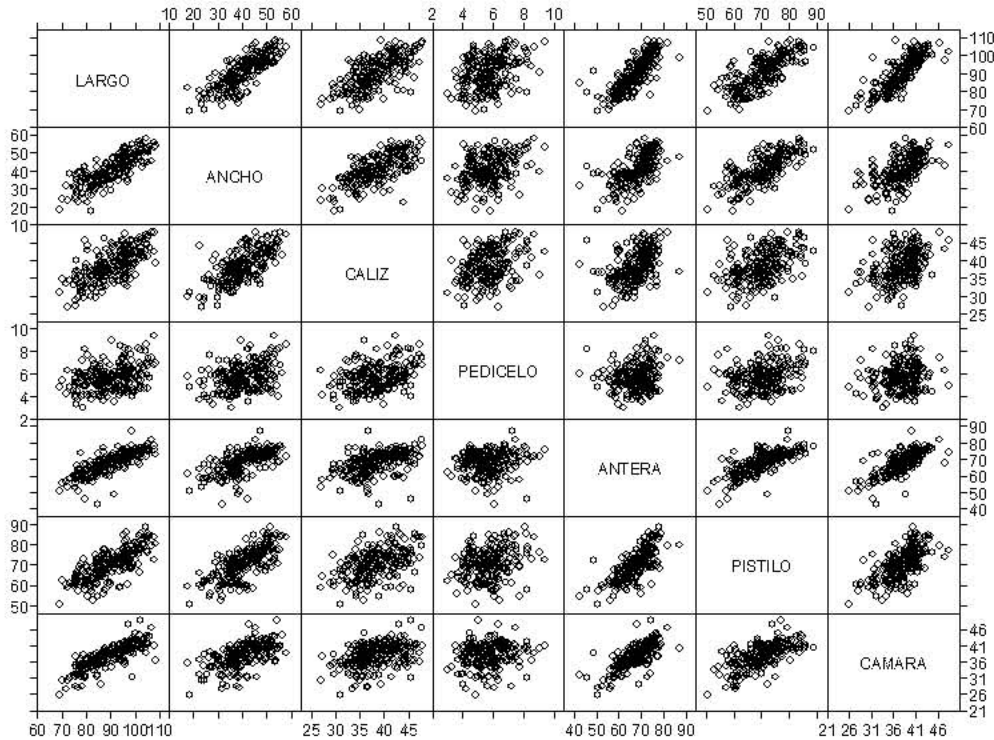 10 20 30 40 50 60 2 4 6 8 10 50 60 70 80 90
LARGO 110 100 90 80 70 60
60 50 40 30 20 10 ANCHO
CALIZ 45 40 35 30 25
10 8 6 4 2 PEDICELO
ANTERA 90 80 70 60 50 40
90 80 70 60 50 PISTILO
CAMARA 46 41 36 31 26 21
60 70 80 90 100 110 25 30 35 40 45 4 6 8 10 40 50 60 70 80 90 21 26 31 36 41 46